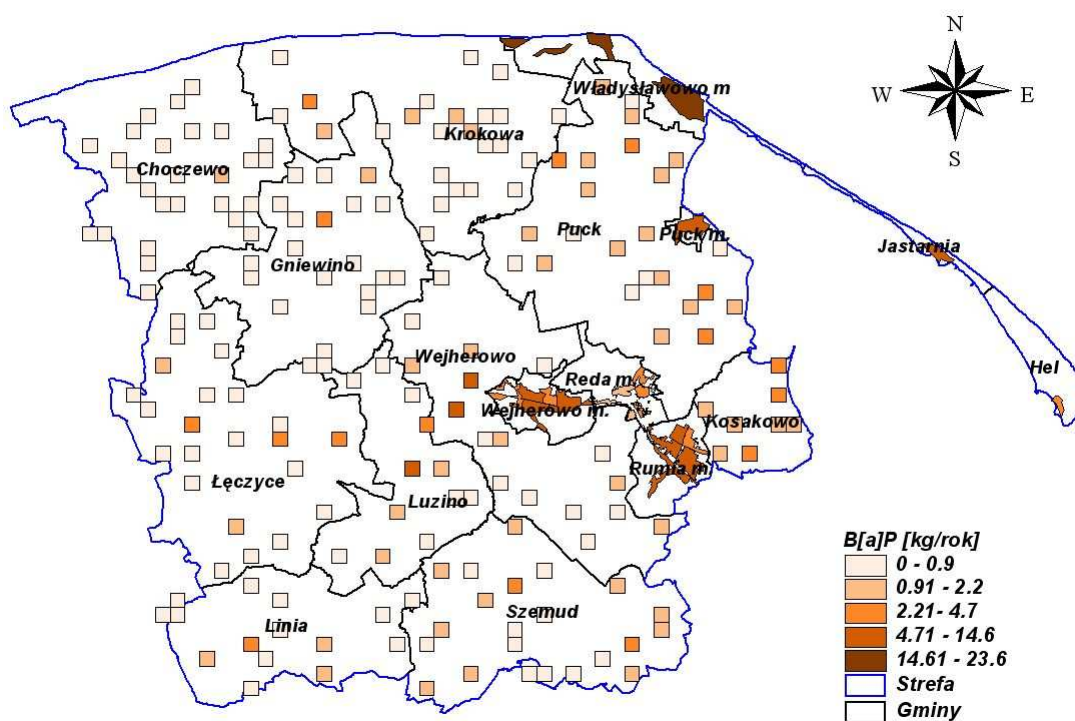 N
W E
S
Władysławowo m
Krokowa
Choczewo
Puck
Puck m.
Jastarnia
Gniewino
Wejherowo
Reda m.
Hel
Wejherowo m.
Kosakowo
Rumia m.
Łęczyce
Luzino
Szemud
Linia
B[a]P [kg/rok]
0 - 0.9
0.91 - 2.2
2.21 - 4.7
4.71 - 14.6
14.61 - 23.6
Strefa
Gminy